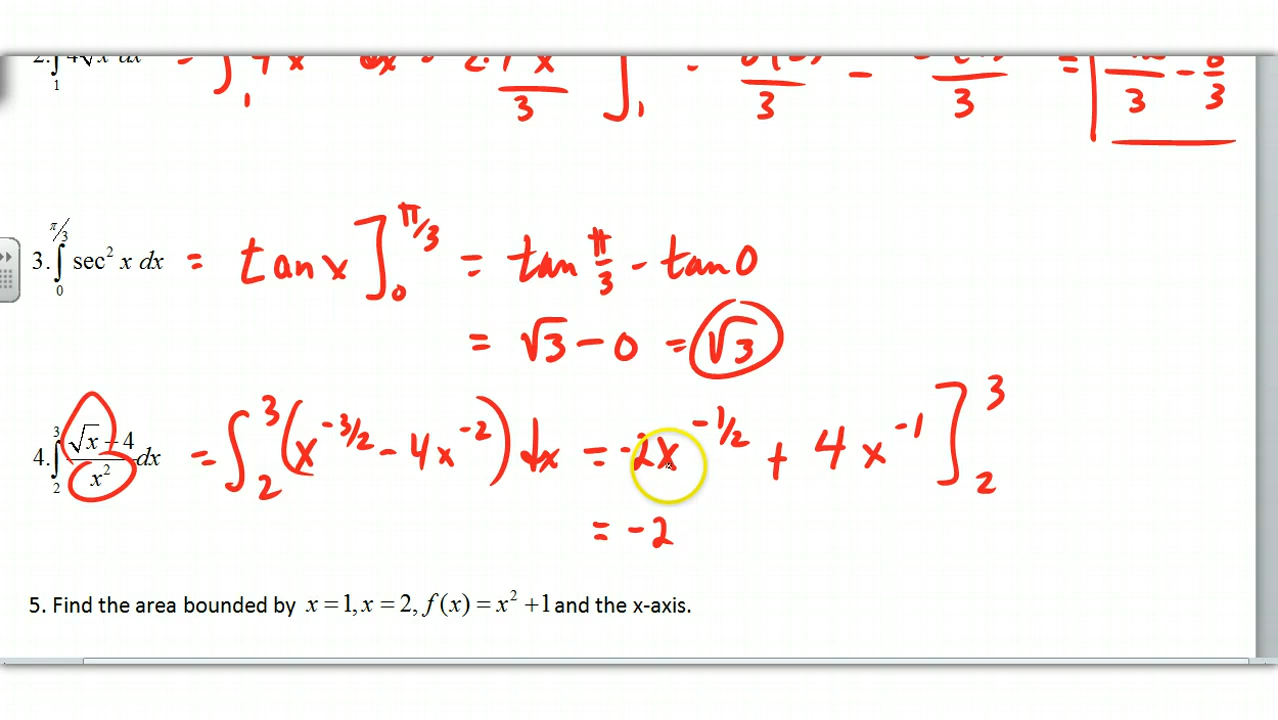 3. ∫₀^{π/3} sec² x dx = tan x ]₀^{π/3} = tan π/3 - tan 0
= √3 - 0 = √3
4. ∫₂³ (√x - 4)/x² dx = ∫₂³ (x^{-3/2} - 4x^{-2}) dx = -2x^{-1/2} + 4x^{-1} ]₂³
= -2
5. Find the area bounded by x = 1, x = 2, f(x) = x² + 1 and the x-axis.